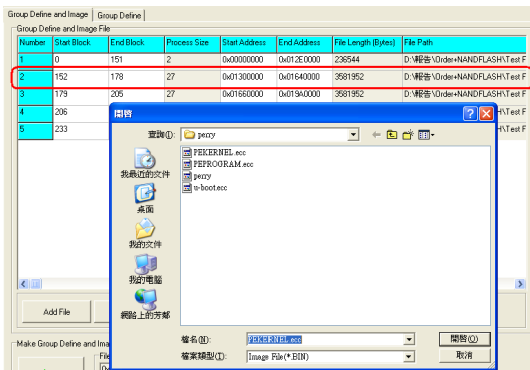 Group Define and Image Group Define
Group Define and Image File
Number Start Block End Block Process Size Start Address End Address File Length (Bytes) File Path
1 0 151 2 0x00000000 0x012E0000 236544 D:\報告\Order+NANDFLASH\Test F
2 152 178 27 0x01300000 0x01640000 3581952 D:\報告\Order+NANDFLASH\Test F
3 179 205 27 0x01660000 0x019A0000 3581952 D:\報告\Order+NANDFLASH\Test F
4 206 H\Test F
5 233 H\Test F
開啟
查詢(I): perry
PEKERNEL.ecc
PEPROGRAM.ecc
perry
u-boot.ecc
我最近的文件
桌面
我的文件
我的電腦
網路上的芳鄰
檔名(N): PEKERNEL.ecc 開啟(O)
檔案類型(T): Image File(*.BIN) 取消
Add File
Make Group Define and Ima
File